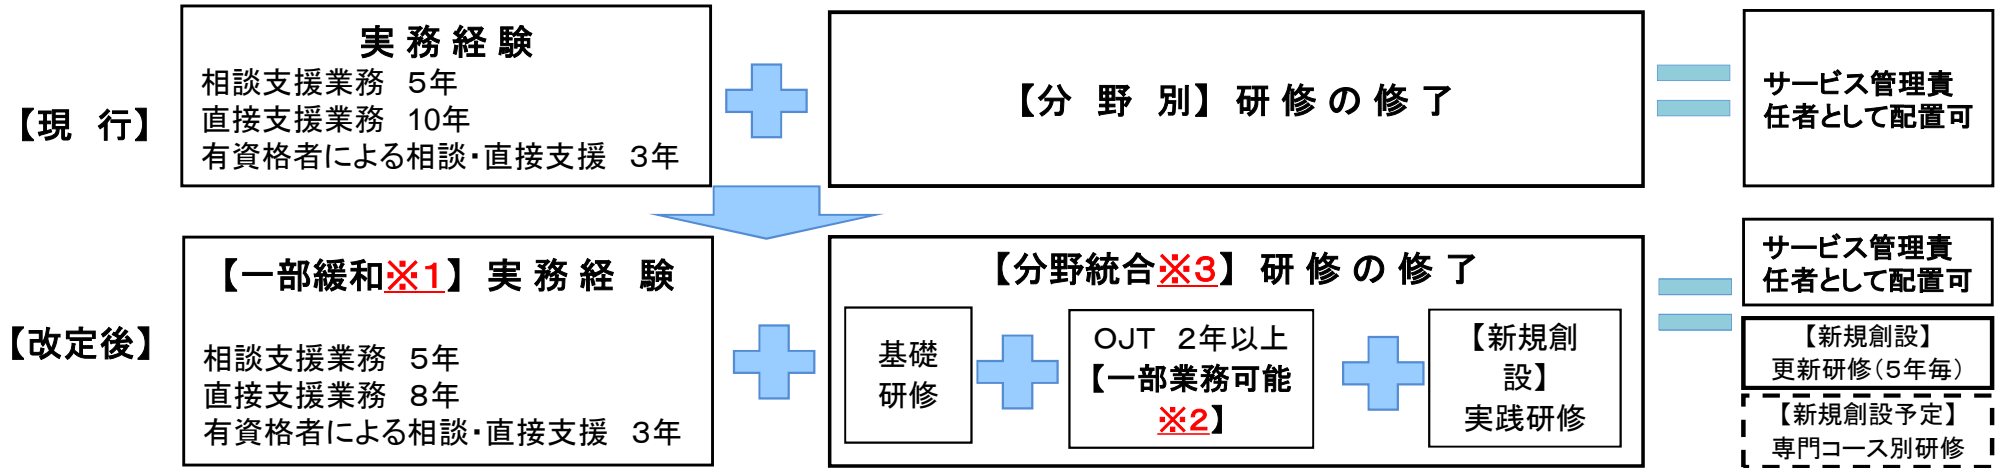 【現　行】
実 務 経 験
相談支援業務　５年
直接支援業務　10年
有資格者による相談・直接支援　３年
【分　野　別】 研 修 の 修 了
サービス管理責
任者として配置可
【改定後】
【一部緩和※１】 実 務 経　験
相談支援業務　５年
直接支援業務　８年
有資格者による相談・直接支援　３年
【分野統合※３】 研 修 の 修 了
基礎
研修
ＯＪＴ　２年以上
【一部業務可能
※２】
【新規創
設】
実践研修
サービス管理責
任者として配置可
【新規創設】
更新研修（５年毎）
【新規創設予定】
専門コース別研修